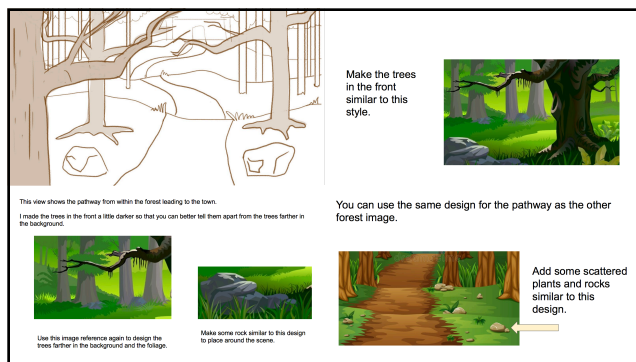 Make the trees
in the front
similar to this
style.
This view shows the pathway from within the forest leading to the town.
I made the trees in the front a little darker so that you can better tell them apart from the trees farther in
the background.
You can use the same design for the pathway as the other
forest image.
Use this image reference again to design the
trees farther in the background and the foliage.
Make some rock similar to this design
to place around the scene.
Add some scattered
plants and rocks
similar to this
design.